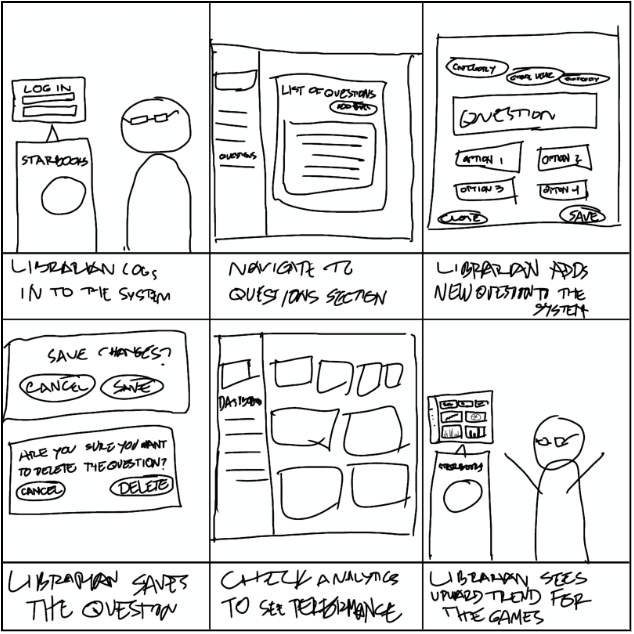 LOG IN
STARBOOKS
LIBRARIAN LOGS
IN TO THE SYSTEM
LIST OF QUESTIONS
QUESTIONS
NAVIGATE TO
QUESTIONS SECTION
CATEGORY
QUESTION
OPTION 1
OPTION 2
OPTION 3
OPTION 4
CLOSE
SAVE
LIBRARIAN ADDS
NEW QUESTION TO THE
SYSTEM
SAVE CHANGES?
CANCEL
SAVE
ARE YOU SURE YOU WANT
TO DELETE THE QUESTION?
CANCEL
DELETE
LIBRARIAN SAVES
THE QUESTION
CHECK ANALYTICS
TO SEE PERFORMANCE
STARBOOKS
LIBRARIAN SEES
UPWARD TREND FOR
THE GAMES